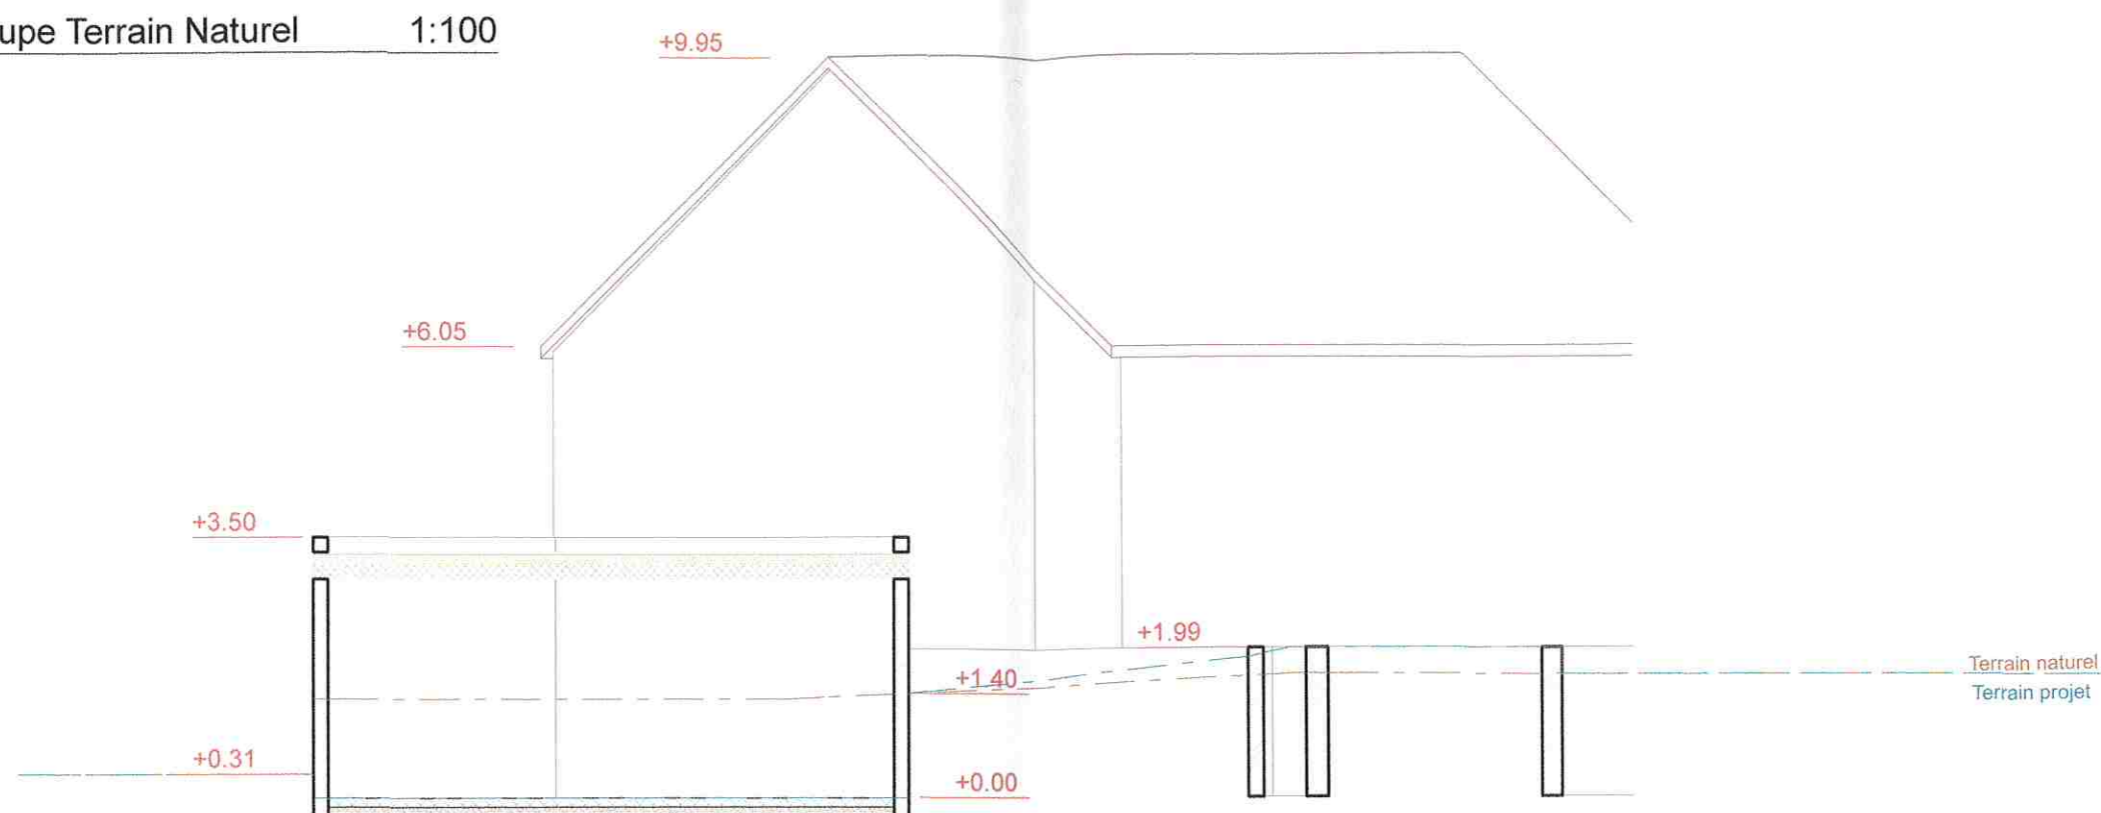 upe Terrain Naturel 1:100
+9.95
+6.05
+3.50
+1.99
Terrain naturel
+1.40
Terrain projet
+0.31
+0.00